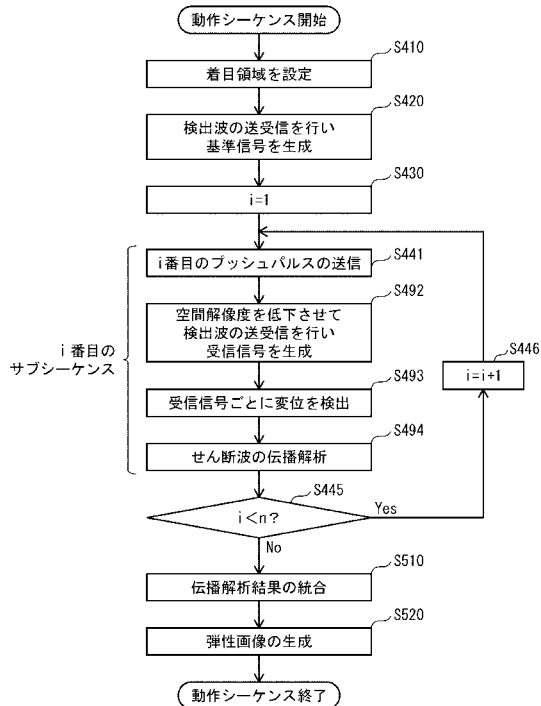 動作シーケンス開始
S410
着目領域を設定
S420
検出波の送受信を行い
基準信号を生成
S430
i=1
S441
i番目のプッシュパルスの送信
S492
空間解像度を低下させて
検出波の送受信を行い
受信信号を生成
i番目の
サブシーケンス
S446
i=i+1
S493
受信信号ごとに変位を検出
S494
せん断波の伝播解析
S445
i<n?
Yes
No
S510
伝播解析結果の統合
S520
弾性画像の生成
動作シーケンス終了